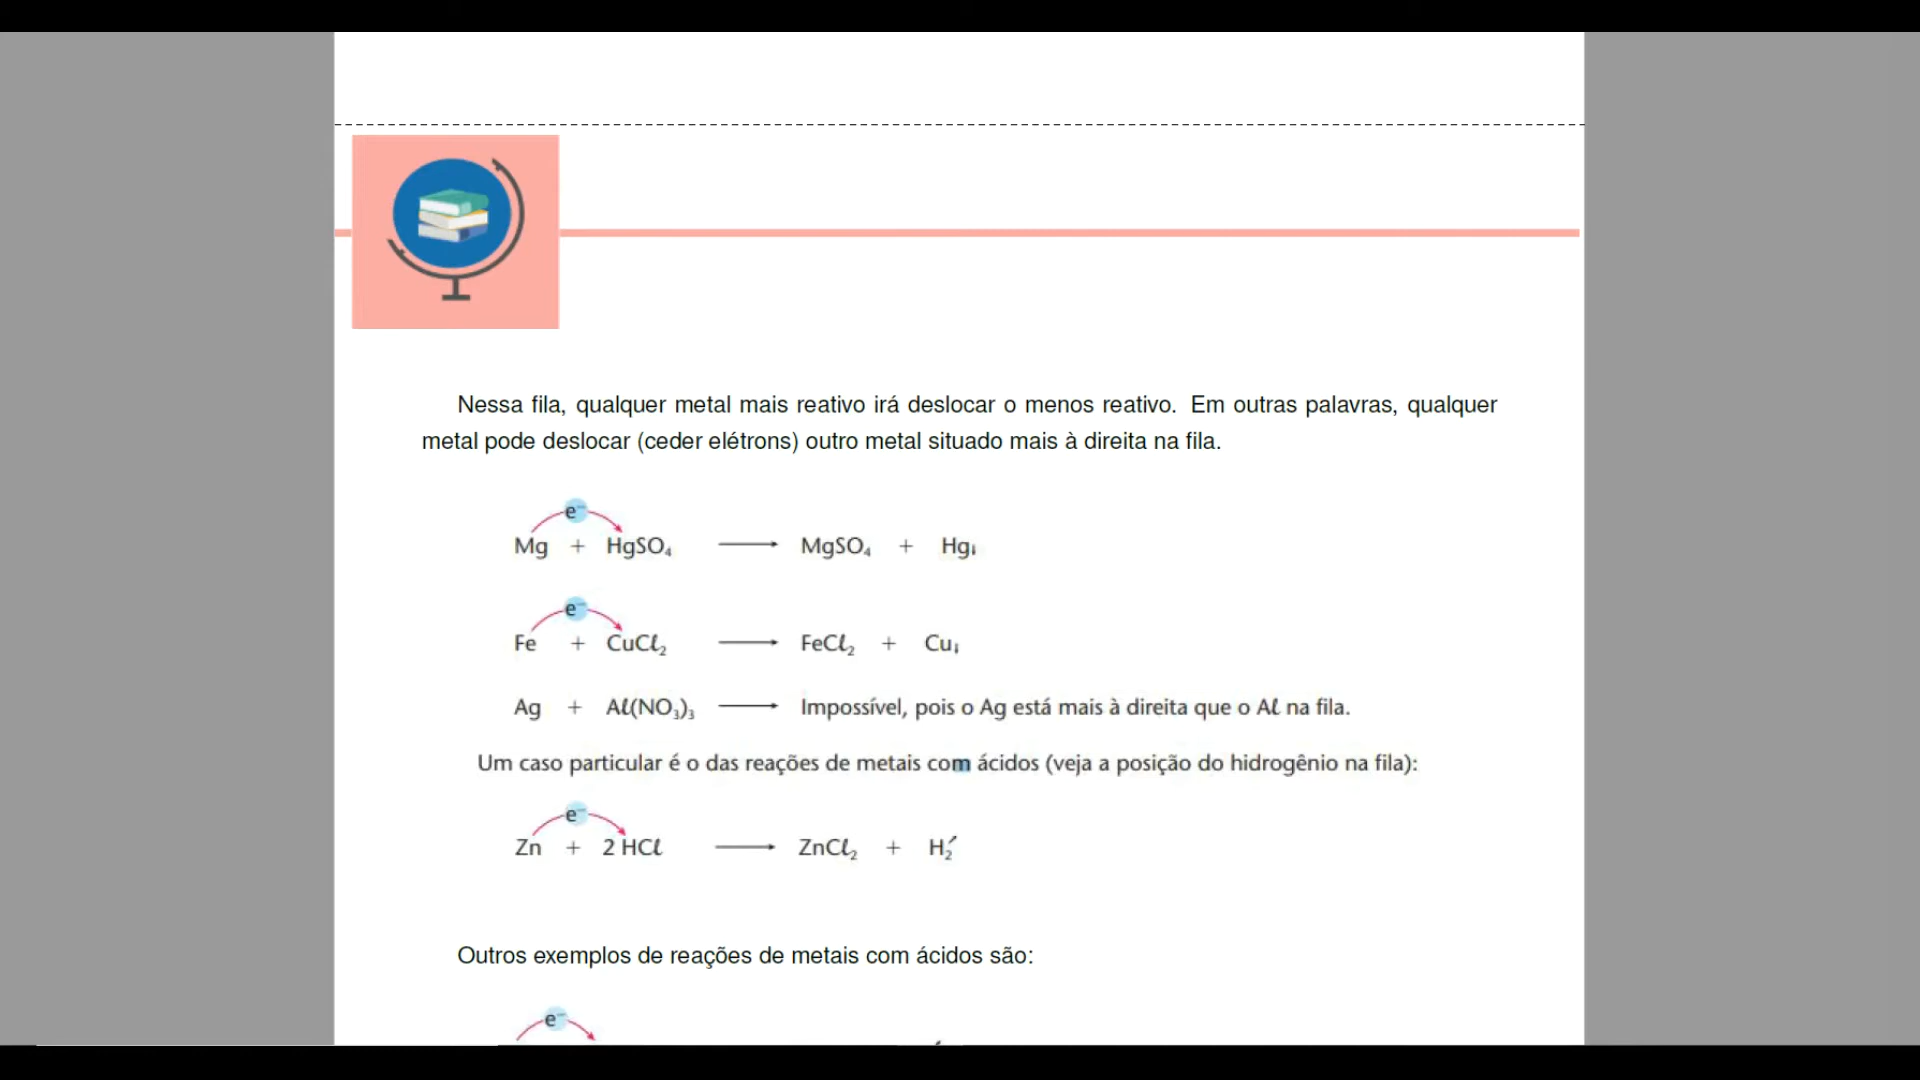 Nessa fila, qualquer metal mais reativo irá deslocar o menos reativo. Em outras palavras, qualquer
metal pode deslocar (ceder elétrons) outro metal situado mais à direita na fila.
e⁻
Mg + HgSO₄ ⟶ MgSO₄ + Hg↓
e⁻
Fe + CuCℓ₂ ⟶ FeCℓ₂ + Cu↓
Ag + Aℓ(NO₃)₃ ⟶ Impossível, pois o Ag está mais à direita que o Aℓ na fila.
Um caso particular é o das reações de metais com ácidos (veja a posição do hidrogênio na fila):
e⁻
Zn + 2 HCℓ ⟶ ZnCℓ₂ + H₂↗
Outros exemplos de reações de metais com ácidos são:
e⁻